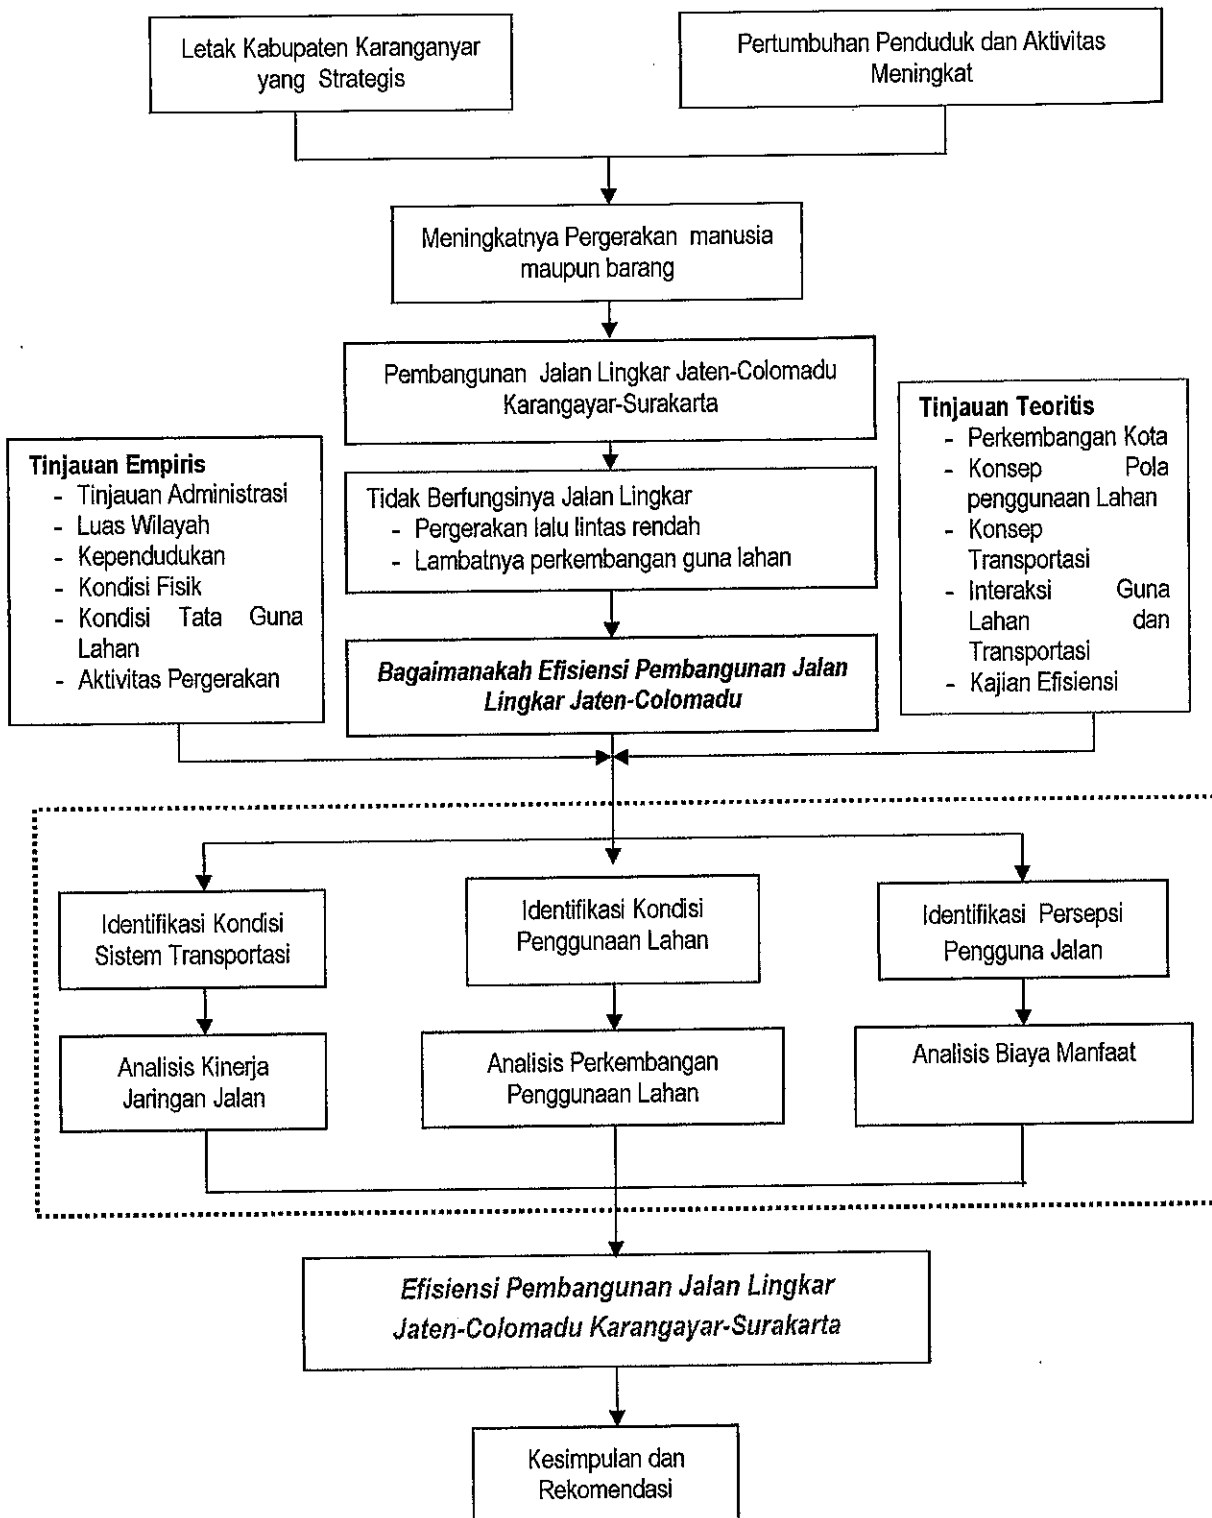 Letak Kabupaten Karanganyar
yang Strategis
Pertumbuhan Penduduk dan Aktivitas
Meningkat
Meningkatnya Pergerakan manusia
maupun barang
Pembangunan Jalan Lingkar Jaten-Colomadu
Karangayar-Surakarta
Tinjauan Empiris
- Tinjauan Administrasi
- Luas Wilayah
- Kependudukan
- Kondisi Fisik
- Kondisi Tata Guna
Lahan
- Aktivitas Pergerakan
Tidak Berfungsinya Jalan Lingkar
- Pergerakan lalu lintas rendah
- Lambatnya perkembangan guna lahan
Tinjauan Teoritis
- Perkembangan Kota
- Konsep Pola
penggunaan Lahan
- Konsep
Transportasi
- Interaksi Guna
Lahan dan
Transportasi
- Kajian Efisiensi
Bagaimanakah Efisiensi Pembangunan Jalan
Lingkar Jaten-Colomadu
Identifikasi Kondisi
Sistem Transportasi
Identifikasi Kondisi
Penggunaan Lahan
Identifikasi Persepsi
Pengguna Jalan
Analisis Kinerja
Jaringan Jalan
Analisis Perkembangan
Penggunaan Lahan
Analisis Biaya Manfaat
Efisiensi Pembangunan Jalan Lingkar
Jaten-Colomadu Karangayar-Surakarta
Kesimpulan dan
Rekomendasi